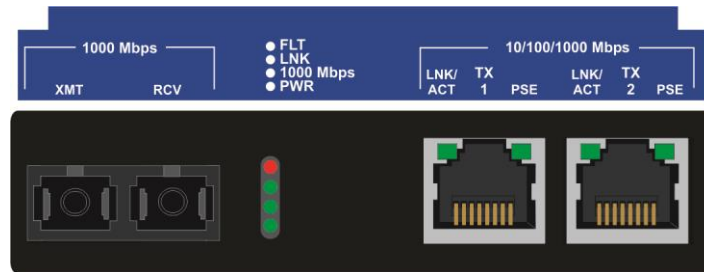 1000 Mbps
XMT
RCV
FLT
LNK
1000 Mbps
PWR
10/100/1000 Mbps
LNK/ TX
ACT 1 PSE
LNK/ TX
ACT 2 PSE